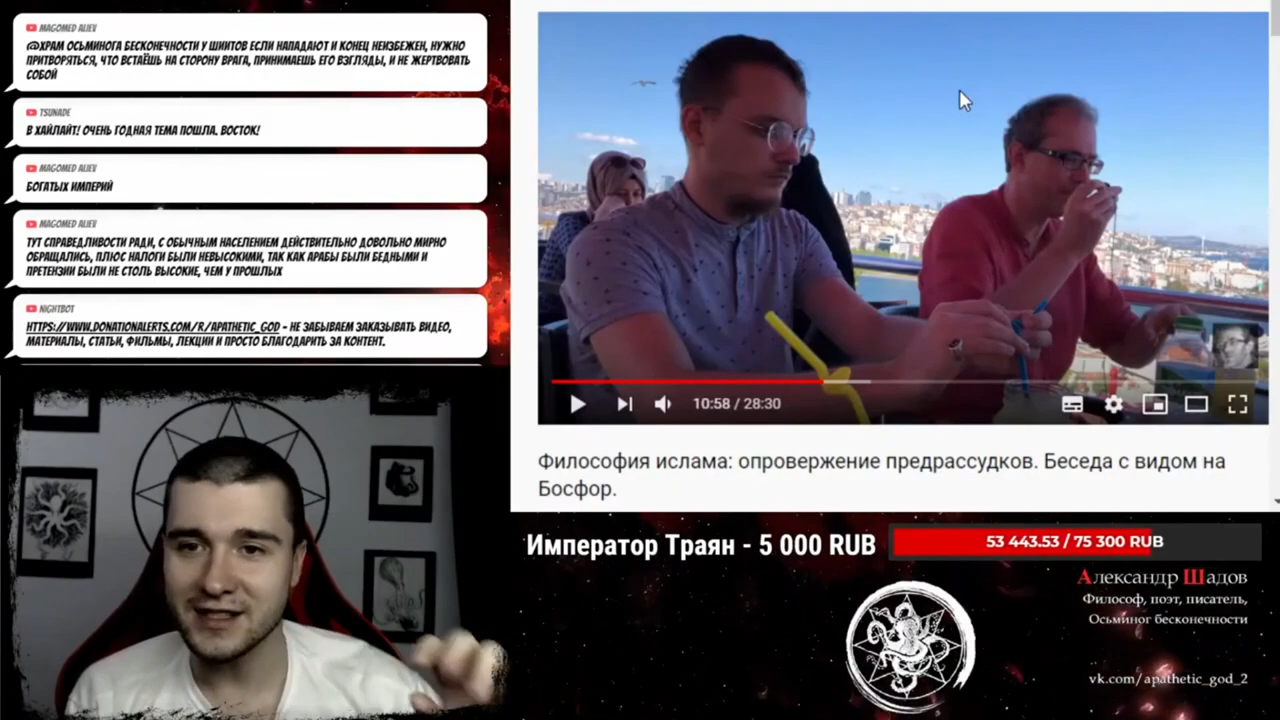 MAGOMED ALIEV
@ХРАМ ОСЬМИНОГА БЕСКОНЕЧНОСТИ У ШИИТОВ ЕСЛИ НАПАДАЮТ И КОНЕЦ НЕИЗБЕЖЕН, НУЖНО
ПРИТВОРЯТЬСЯ, ЧТО ВСТАЁШЬ НА СТОРОНУ ВРАГА, ПРИНИМАЕШЬ ЕГО ВЗГЛЯДЫ, И НЕ ЖЕРТВОВАТЬ
СОБОЙ
TSUNADE
В ХАЙЛАЙТ! ОЧЕНЬ ГОДНАЯ ТЕМА ПОШЛА. ВОСТОК!
MAGOMED ALIEV
БОГАТЫХ ИМПЕРИЙ
MAGOMED ALIEV
ТУТ СПРАВЕДЛИВОСТИ РАДИ, С ОБЫЧНЫМ НАСЕЛЕНИЕМ ДЕЙСТВИТЕЛЬНО ДОВОЛЬНО МИРНО
ОБРАЩАЛИСЬ, ПЛЮС НАЛОГИ БЫЛИ НЕВЫСОКИМИ, ТАК КАК АРАБЫ БЫЛИ БЕДНЫМИ И
ПРЕТЕНЗИИ БЫЛИ НЕ СТОЛЬ ВЫСОКИЕ, ЧЕМ У ПРОШЛЫХ
NIGHTBOT
HTTPS://WWW.DONATIONALERTS.COM/R/APATHETIC_GOD - НЕ ЗАБЫВАЕМ ЗАКАЗЫВАТЬ ВИДЕО,
МАТЕРИАЛЫ, СТАТЬИ, ФИЛЬМЫ, ЛЕКЦИИ И ПРОСТО БЛАГОДАРИТЬ ЗА КОНТЕНТ.
10:58 / 28:30
Философия ислама: опровержение предрассудков. Беседа с видом на
Босфор.
Император Траян - 5 000 RUB
53 443.53 / 75 300 RUB
Александр Шадов
Философ, поэт, писатель,
Осьминог бесконечности
vk.com/apathetic_god_2